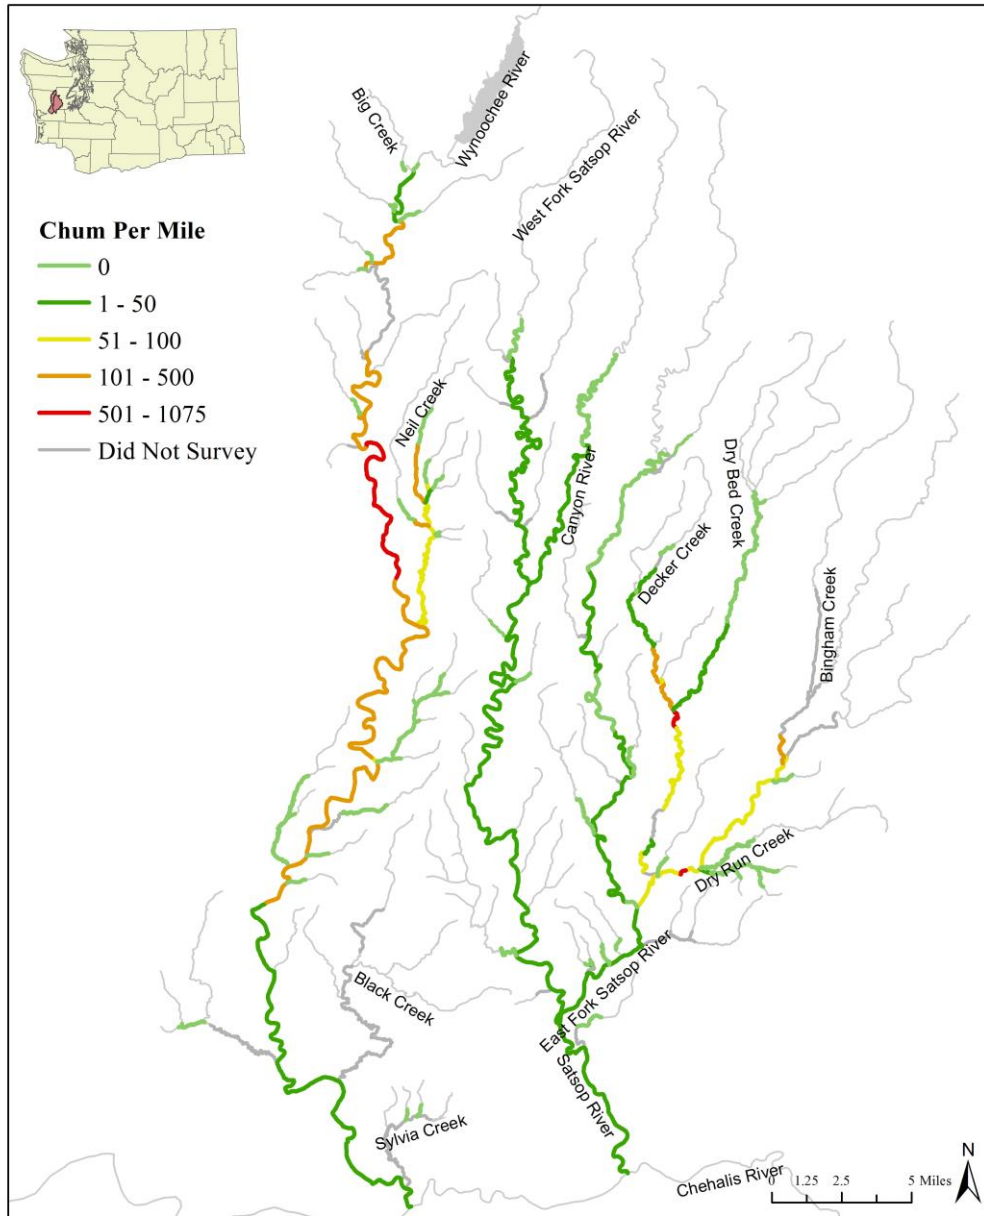 Big Creek
Wynoochee River
West Fork Satsop River
Chum Per Mile
0
1 - 50
51 - 100
101 - 500
501 - 1075
Did Not Survey
Neil Creek
Canyon River
Dry Bed Creek
Decker Creek
Bingham Creek
Dry Run Creek
Black Creek
East Fork Satsop River
Satsop River
Sylvia Creek
Chehalis River
N
0 1.25 2.5 5 Miles